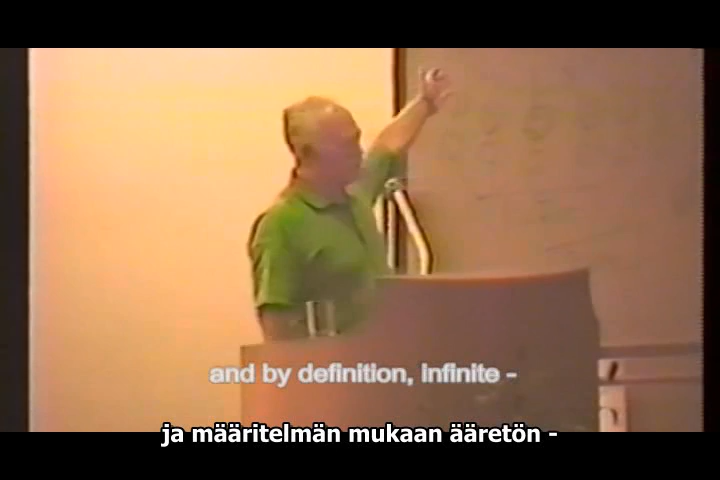 and by definition, infinite -
ja määritelmän mukaan ääretön -